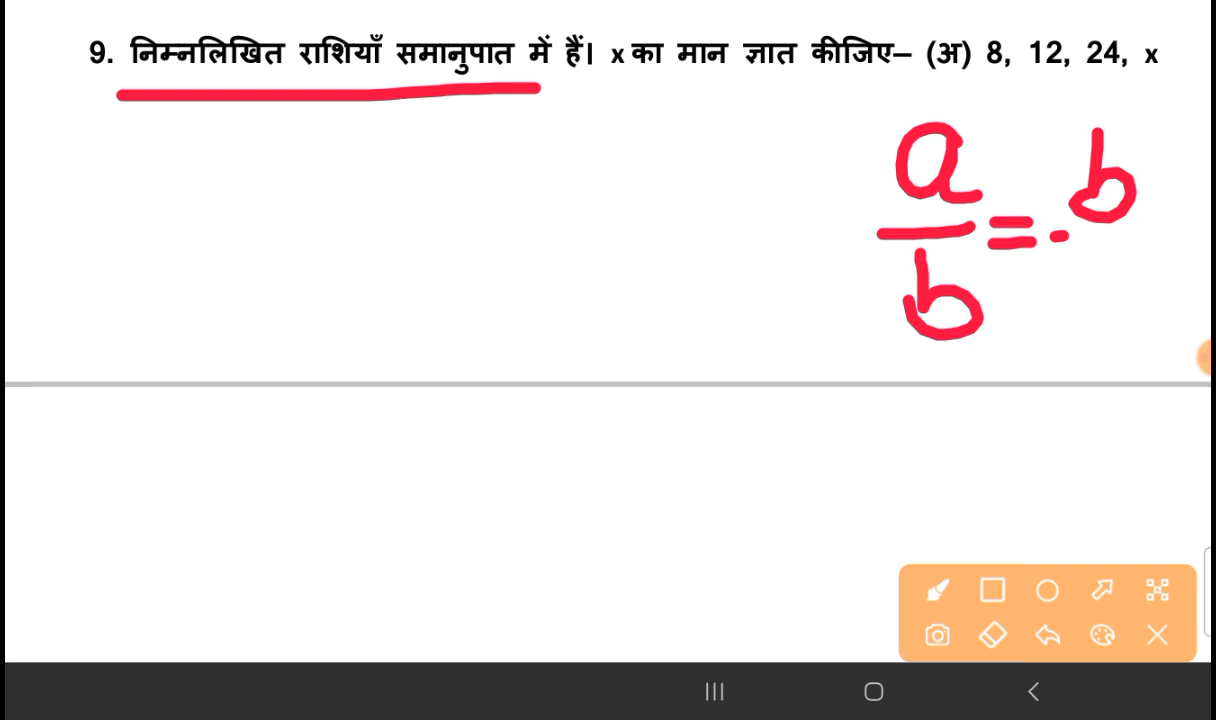 9. निम्नलिखित राशियाँ समानुपात में हैं। x का मान ज्ञात कीजिए– (अ) 8, 12, 24, x
a
b
= b